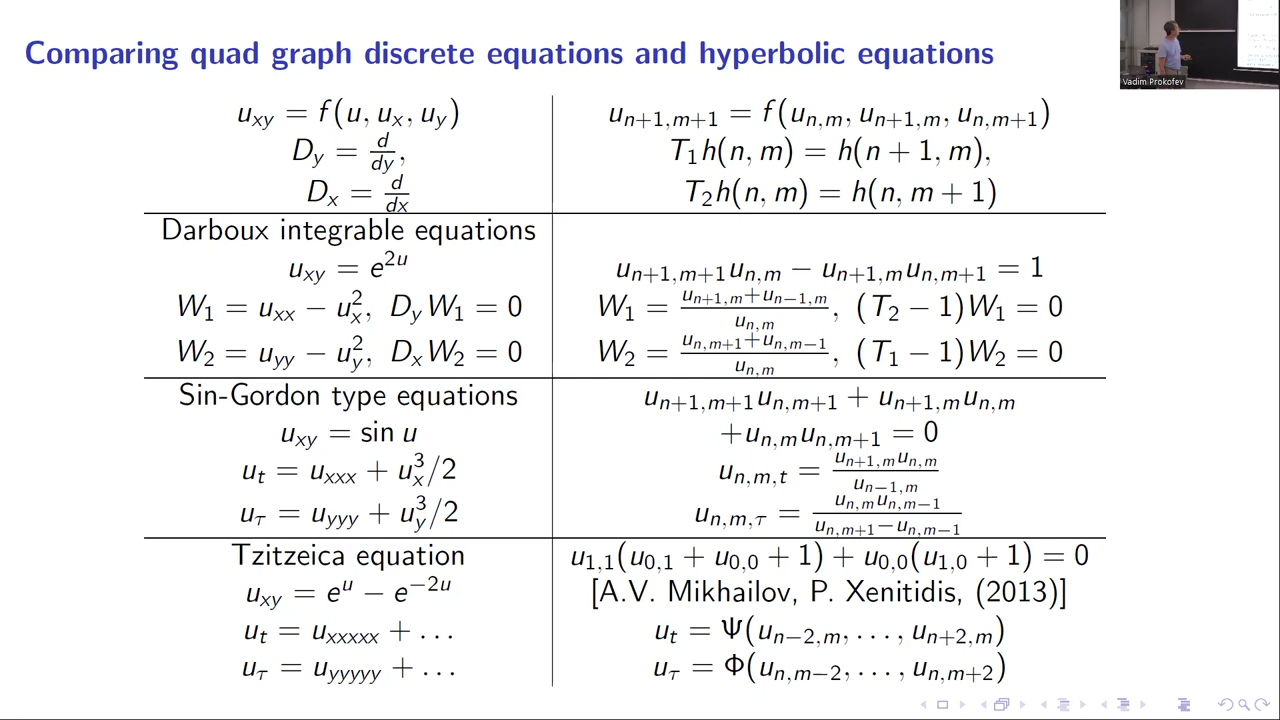 Comparing quad graph discrete equations and hyperbolic equations
Vadim Prokofev
u_{xy} = f(u, u_x, u_y)    u_{n+1,m+1} = f(u_{n,m}, u_{n+1,m}, u_{n,m+1})
D_y = \frac{d}{dy},    T_1 h(n, m) = h(n + 1, m),
D_x = \frac{d}{dx}    T_2 h(n, m) = h(n, m + 1)
Darboux integrable equations
u_{xy} = e^{2u}    u_{n+1,m+1}u_{n,m} − u_{n+1,m}u_{n,m+1} = 1
W_1 = u_{xx} − u_x^2, D_y W_1 = 0    W_1 = \frac{u_{n+1,m}+u_{n−1,m}}{u_{n,m}}, (T_2 − 1)W_1 = 0
W_2 = u_{yy} − u_y^2, D_x W_2 = 0    W_2 = \frac{u_{n,m+1}+u_{n,m−1}}{u_{n,m}}, (T_1 − 1)W_2 = 0
Sin-Gordon type equations    u_{n+1,m+1}u_{n,m+1} + u_{n+1,m}u_{n,m}
u_{xy} = sin u    +u_{n,m}u_{n,m+1} = 0
u_t = u_{xxx} + u_x^3/2    u_{n,m,t} = \frac{u_{n+1,m}u_{n,m}}{u_{n−1,m}}
u_τ = u_{yyy} + u_y^3/2    u_{n,m,τ} = \frac{u_{n,m}u_{n,m−1}}{u_{n,m+1}−u_{n,m−1}}
Tzitzeica equation    u_{1,1}(u_{0,1} + u_{0,0} + 1) + u_{0,0}(u_{1,0} + 1) = 0
u_{xy} = e^u − e^{−2u}    [A.V. Mikhailov, P. Xenitidis, (2013)]
u_t = u_{xxxxx} + . . .    u_t = Ψ(u_{n−2,m}, . . . , u_{n+2,m})
u_τ = u_{yyyyy} + . . .    u_τ = Φ(u_{n,m−2}, . . . , u_{n,m+2})